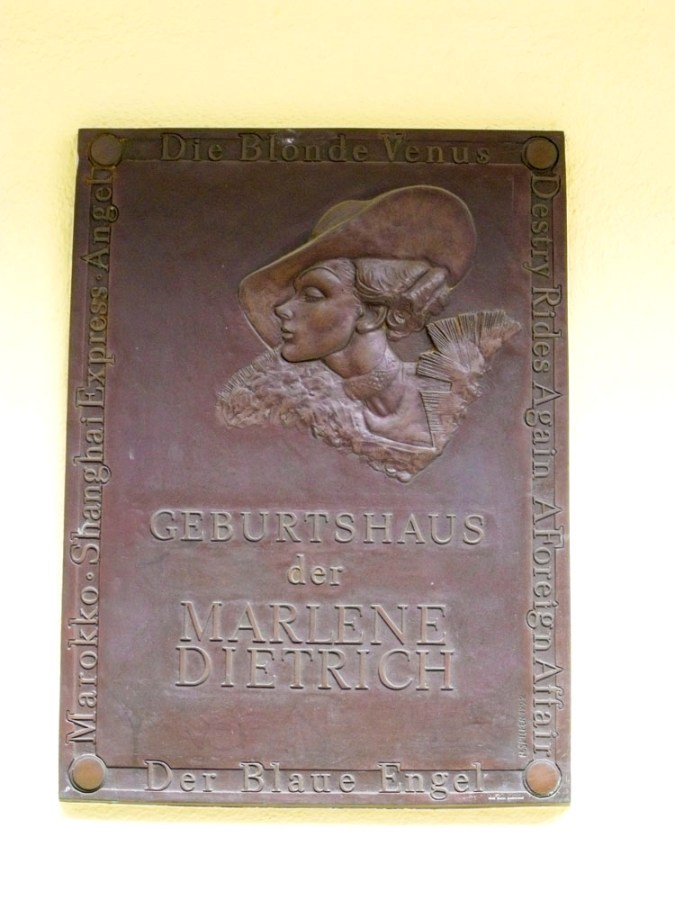 Die Blonde Venus
Marokko · Shanghai Express · Angel
Destry Rides Again A Foreign Affair
GEBURTSHAUS
der
MARLENE
DIETRICH
Der Blaue Engel